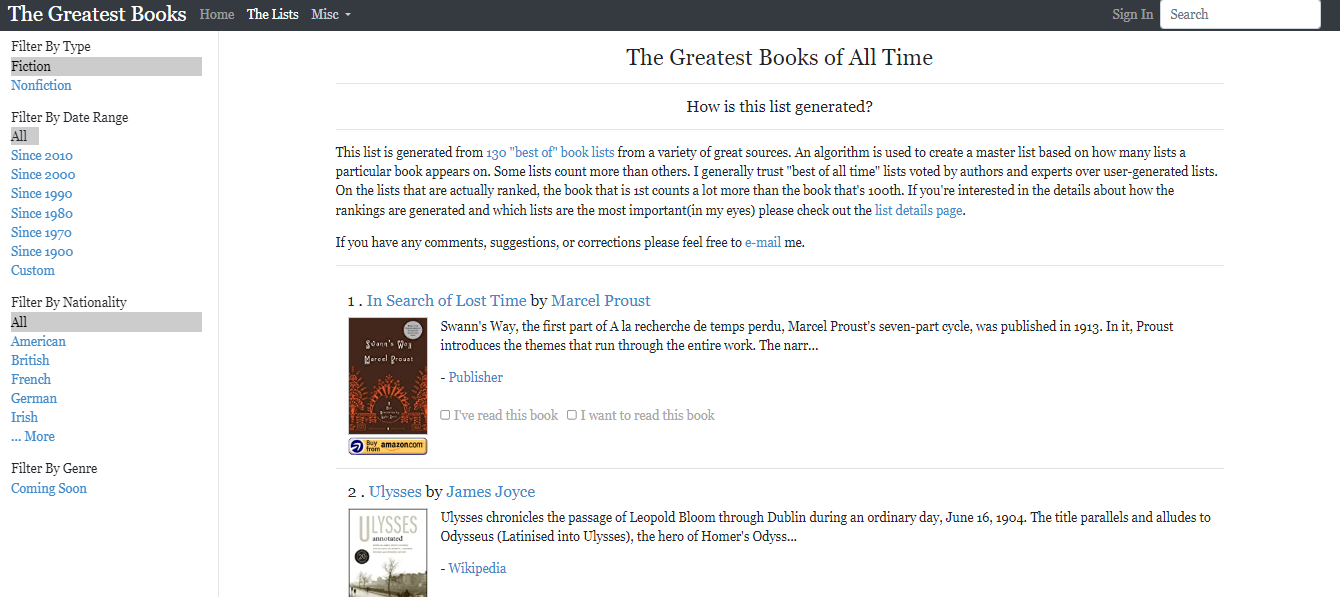 The Greatest Books Home The Lists Misc Sign In Search
Filter By Type
Fiction
Nonfiction
Filter By Date Range
All
Since 2010
Since 2000
Since 1990
Since 1980
Since 1970
Since 1900
Custom
Filter By Nationality
All
American
British
French
German
Irish
... More
Filter By Genre
Coming Soon
The Greatest Books of All Time
How is this list generated?
This list is generated from 130 "best of" book lists from a variety of great sources. An algorithm is used to create a master list based on how many lists a
particular book appears on. Some lists count more than others. I generally trust "best of all time" lists voted by authors and experts over user-generated lists.
On the lists that are actually ranked, the book that is 1st counts a lot more than the book that's 100th. If you're interested in the details about how the
rankings are generated and which lists are the most important(in my eyes) please check out the list details page.
If you have any comments, suggestions, or corrections please feel free to e-mail me.
1 . In Search of Lost Time by Marcel Proust
Swann's Way
Marcel Proust
Buy from amazon.com
Swann's Way, the first part of A la recherche de temps perdu, Marcel Proust's seven-part cycle, was published in 1913. In it, Proust
introduces the themes that run through the entire work. The narr...
- Publisher
I've read this book I want to read this book
2 . Ulysses by James Joyce
ULYSSES
annotated
Ulysses chronicles the passage of Leopold Bloom through Dublin during an ordinary day, June 16, 1904. The title parallels and alludes to
Odysseus (Latinised into Ulysses), the hero of Homer's Odyss...
- Wikipedia